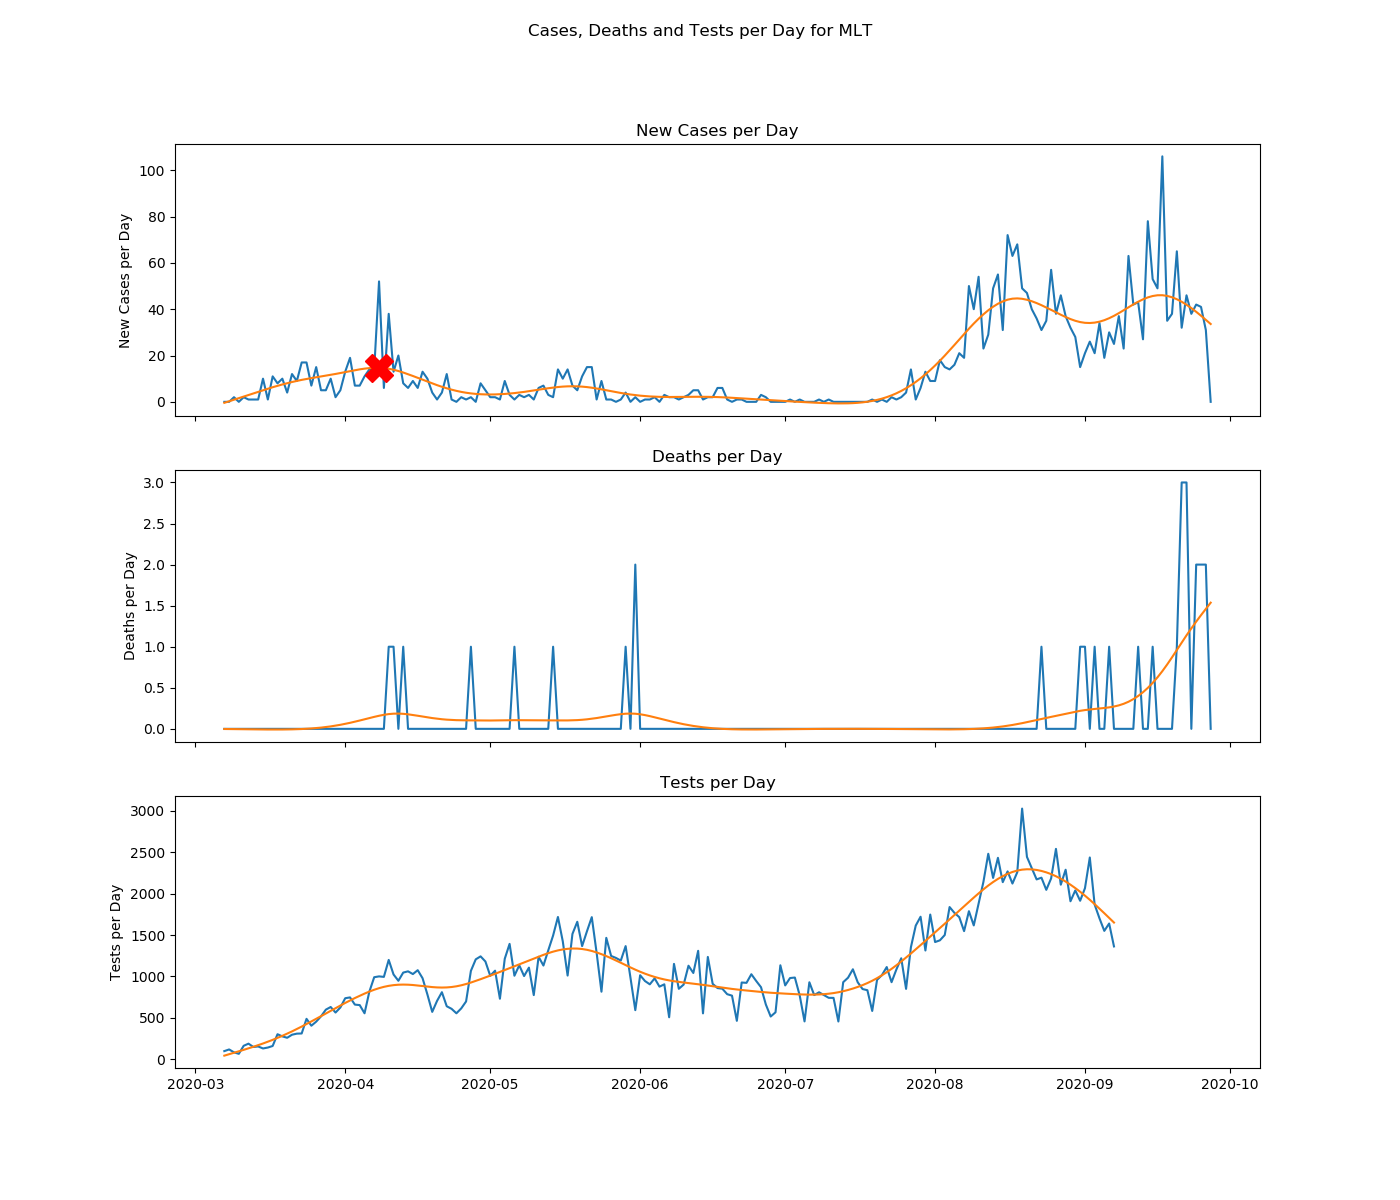 Cases, Deaths and Tests per Day for MLT
New Cases per Day
New Cases per Day
100
80
60
40
20
0
Deaths per Day
Deaths per Day
3.0
2.5
2.0
1.5
1.0
0.5
0.0
Tests per Day
Tests per Day
3000
2500
2000
1500
1000
500
0
2020-03 2020-04 2020-05 2020-06 2020-07 2020-08 2020-09 2020-10